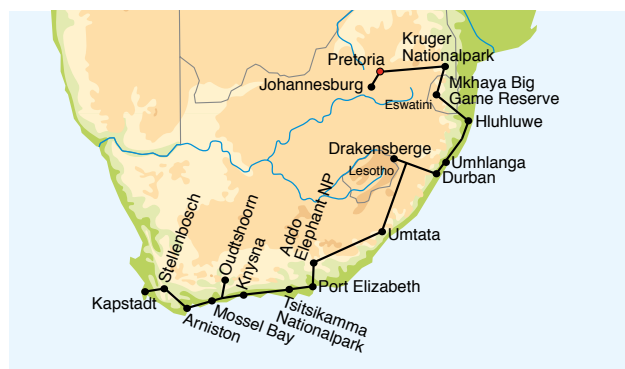 Kruger
Nationalpark
Pretoria
Johannesburg
Mkhaya Big
Game Reserve
Eswatini
Hluhluwe
Drakensberge
Lesotho
Umhlanga
Durban
Stellenbosch
Oudtshoorn
Knysna
Addo
Elephant NP
Umtata
Port Elizabeth
Kapstadt
Arniston
Mossel Bay
Tsitsikamma
Nationalpark